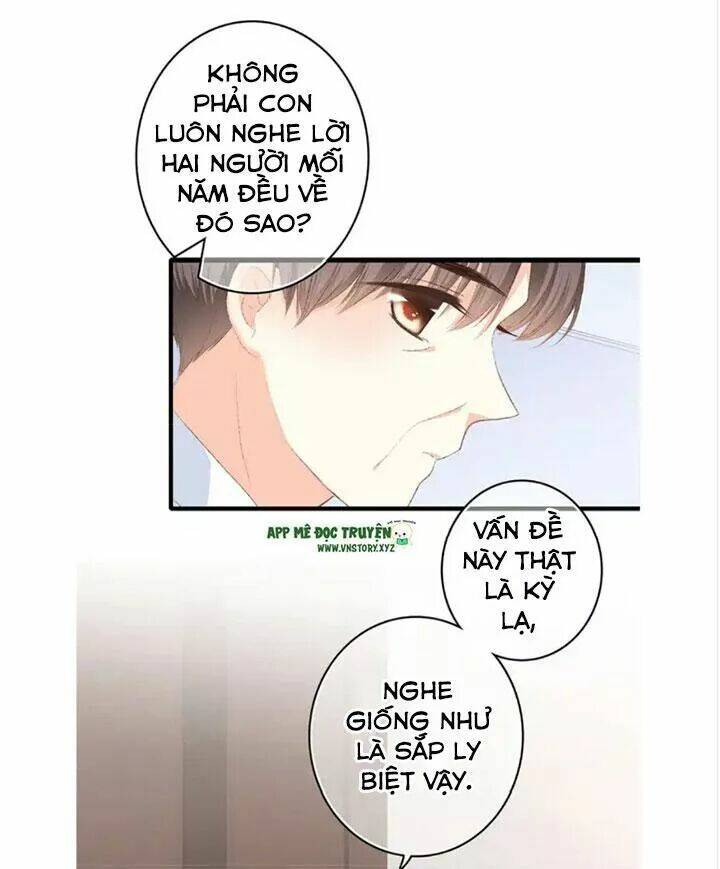 KHÔNG
PHẢI CON
LUÔN NGHE LỜI
HAI NGƯỜI MỖI
NĂM ĐỀU VỀ
ĐÓ SAO?
APP MÊ ĐỌC TRUYỆN
WWW.VNSTORY.XYZ
VẤN ĐỀ
NÀY THẬT
LÀ KỲ
LẠ,
NGHE
GIỐNG NHƯ
LÀ SẮP LY
BIỆT VẬY.